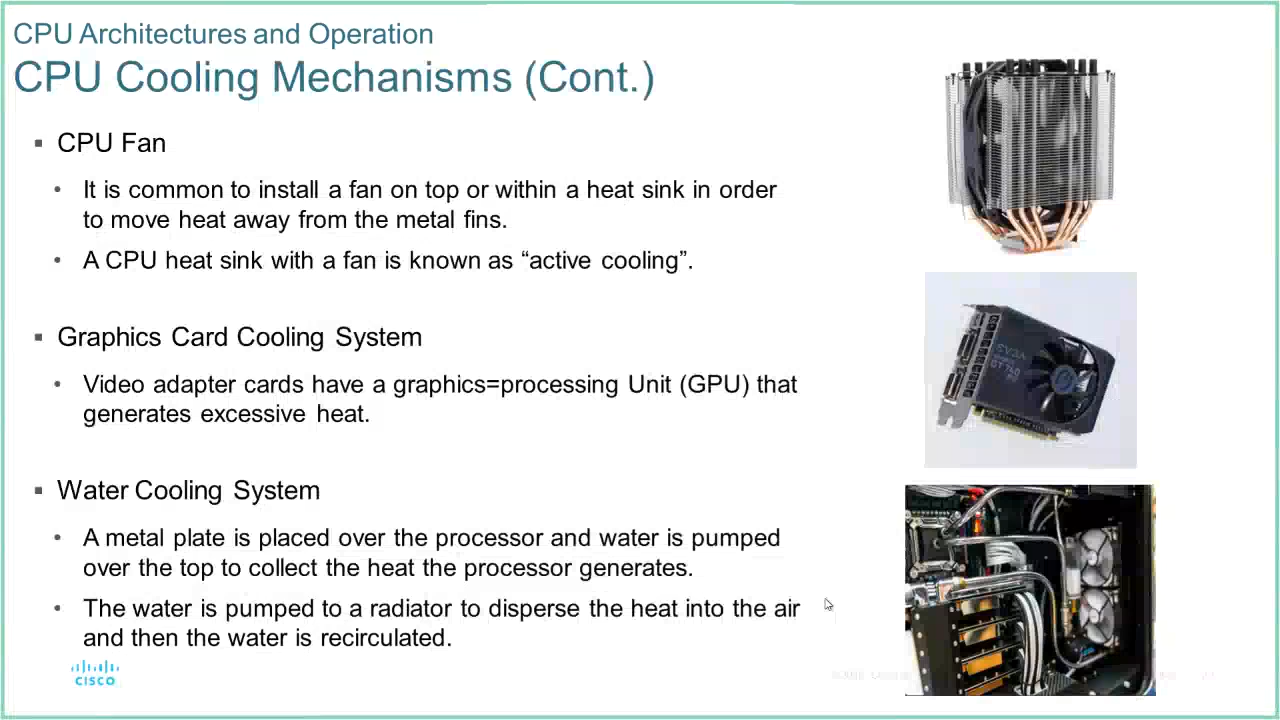 CPU Architectures and Operation
CPU Cooling Mechanisms (Cont.)
▪ CPU Fan
• It is common to install a fan on top or within a heat sink in order
to move heat away from the metal fins.
• A CPU heat sink with a fan is known as “active cooling”.
▪ Graphics Card Cooling System
• Video adapter cards have a graphics=processing Unit (GPU) that
generates excessive heat.
▪ Water Cooling System
• A metal plate is placed over the processor and water is pumped
over the top to collect the heat the processor generates.
• The water is pumped to a radiator to disperse the heat into the air
and then the water is recirculated.
CISCO
EVGA